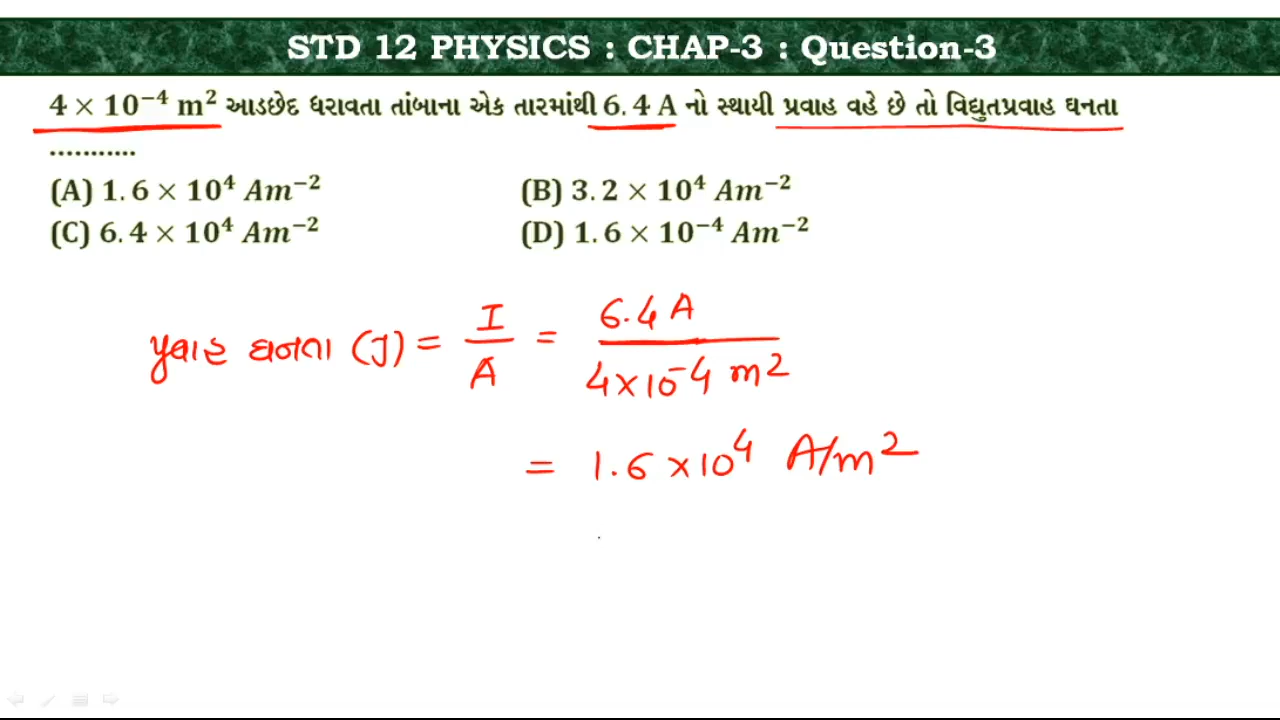 STD 12 PHYSICS : CHAP-3 : Question-3
4 × 10⁻⁴ m² આડછેદ ધરાવતા તાંબાના એક તારમાંથી 6.4 A નો સ્થાયી પ્રવાહ વહે છે તો વિદ્યુતપ્રવાહ ઘનતા
...........
(A) 1.6 × 10⁴ Am⁻² (B) 3.2 × 10⁴ Am⁻²
(C) 6.4 × 10⁴ Am⁻² (D) 1.6 × 10⁻⁴ Am⁻²
પ્રવાહ ઘનતા (J) = I/A = 6.4 A / 4×10⁻⁴ m²
= 1.6 ×10⁴ A/m²